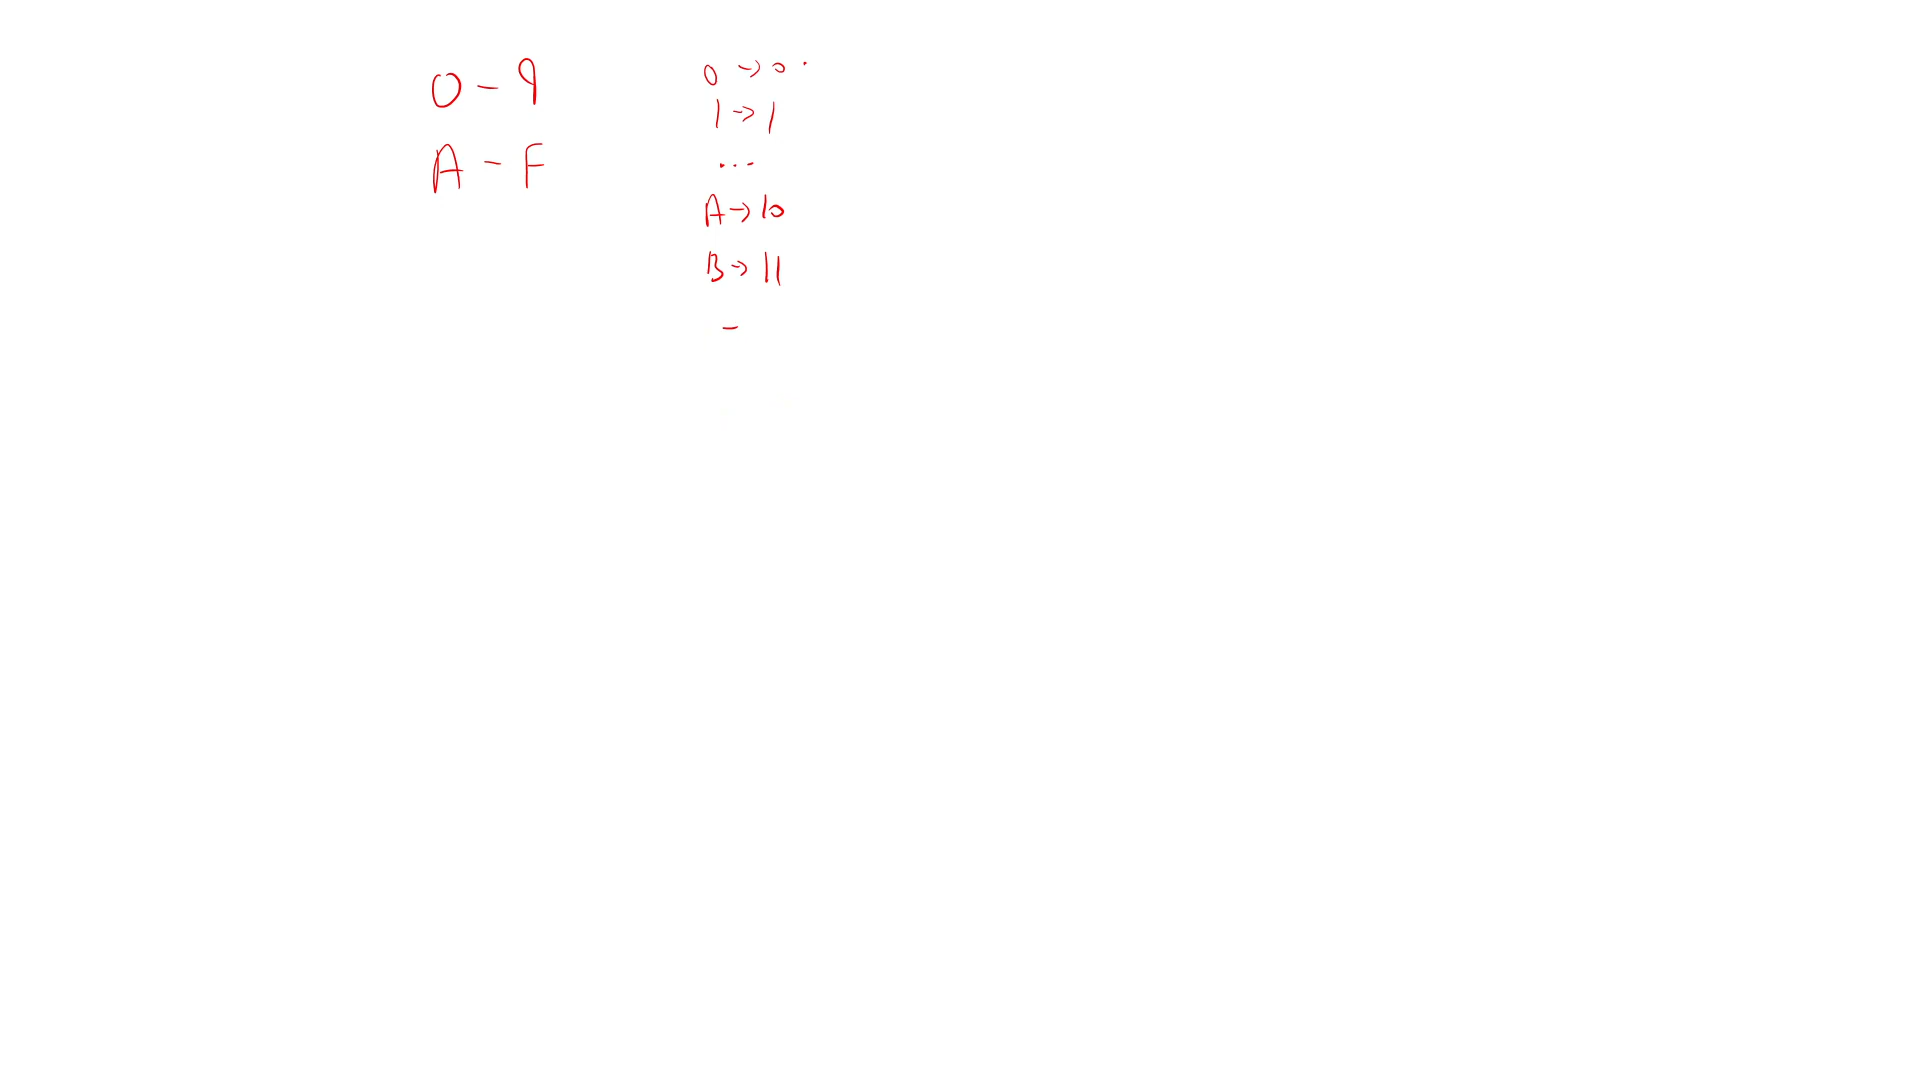 0 - 9
A - F
0 → 0.
1 → 1
...
A → 10
B → 11
-